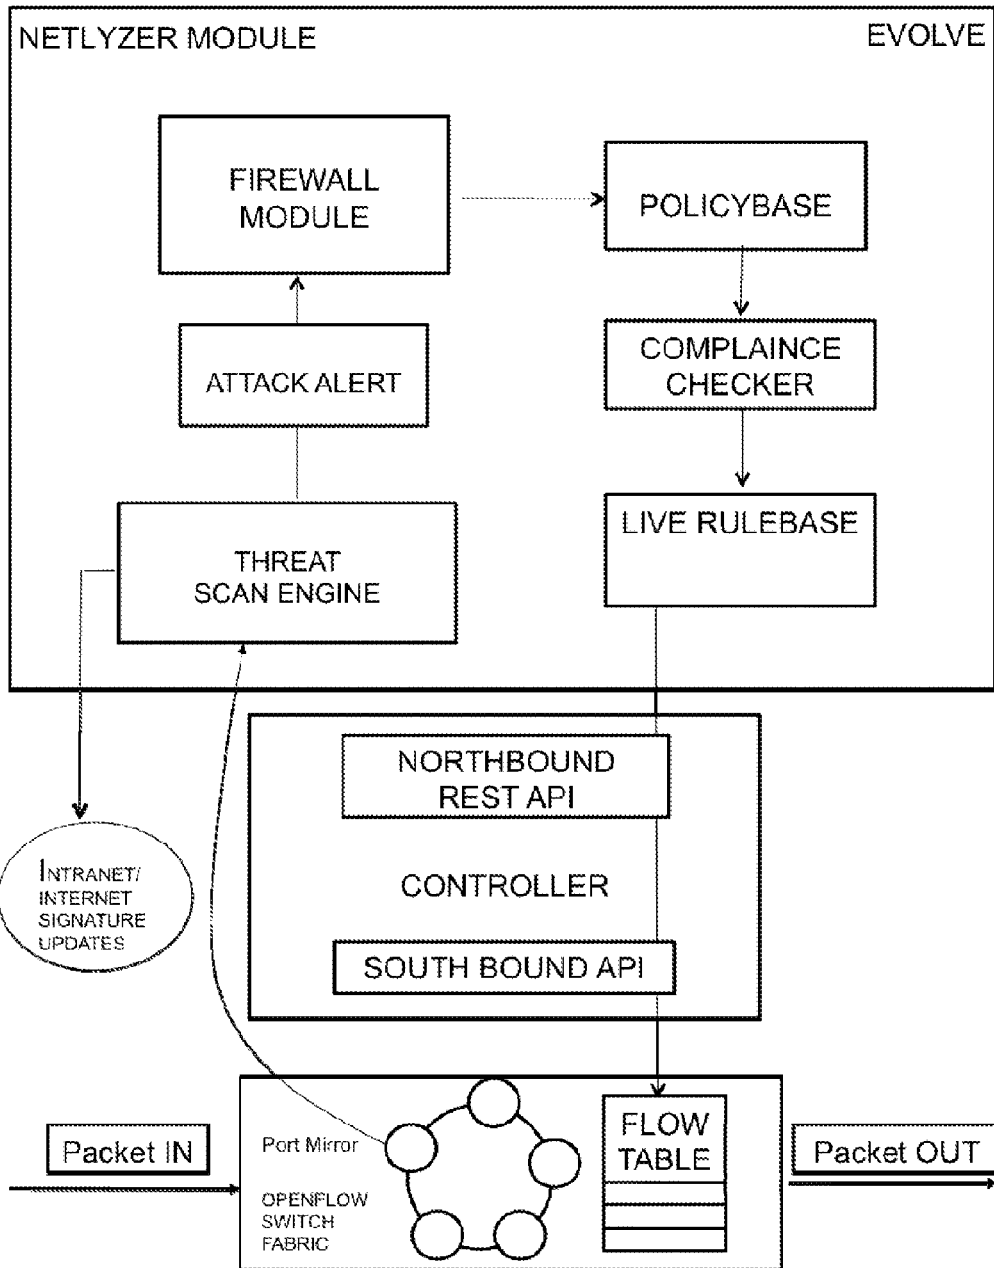 NETLYZER MODULE
EVOLVE
FIREWALL
MODULE
POLICYBASE
ATTACK ALERT
COMPLAINCE
CHECKER
THREAT
SCAN ENGINE
LIVE RULEBASE
NORTHBOUND
REST API
CONTROLLER
SOUTH BOUND API
INTRANET/
INTERNET
SIGNATURE
UPDATES
Packet IN
Port Mirror
OPENFLOW
SWITCH
FABRIC
FLOW
TABLE
Packet OUT